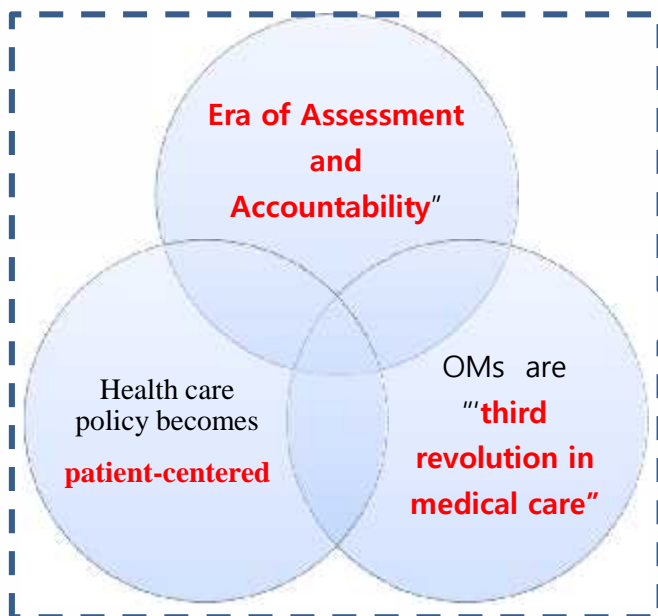 Era of Assessment
and
Accountability"
Health care
policy becomes
patient-centered
OMs are
"'third
revolution in
medical care"